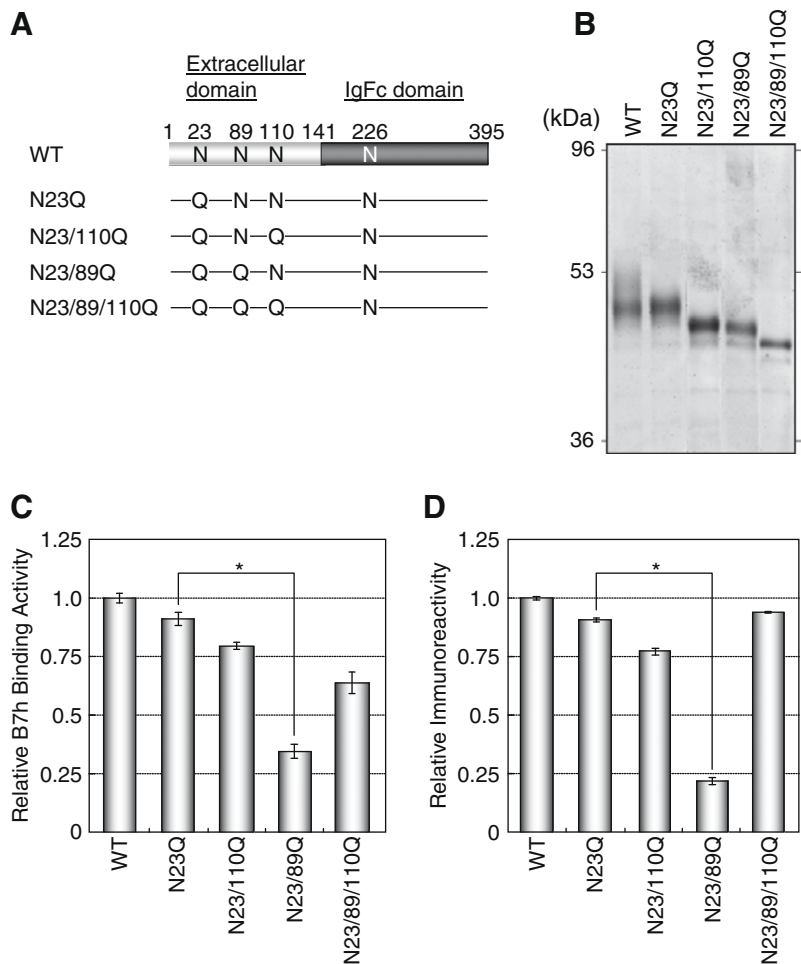 A
Extracellular
domain
IgFc domain
1 23 89 110 141 226 395
WT N N N N
N23Q Q N N N
N23/110Q Q N Q N
N23/89Q Q Q N N
N23/89/110Q Q Q Q N
B
(kDa)
WT
N23Q
N23/110Q
N23/89Q
N23/89/110Q
96
53
36
C
Relative B7h Binding Activity
1.25
1.0
0.75
0.5
0.25
0
*
WT
N23Q
N23/110Q
N23/89Q
N23/89/110Q
D
Relative Immunoreactivity
1.25
1.0
0.75
0.5
0.25
0
*
WT
N23Q
N23/110Q
N23/89Q
N23/89/110Q